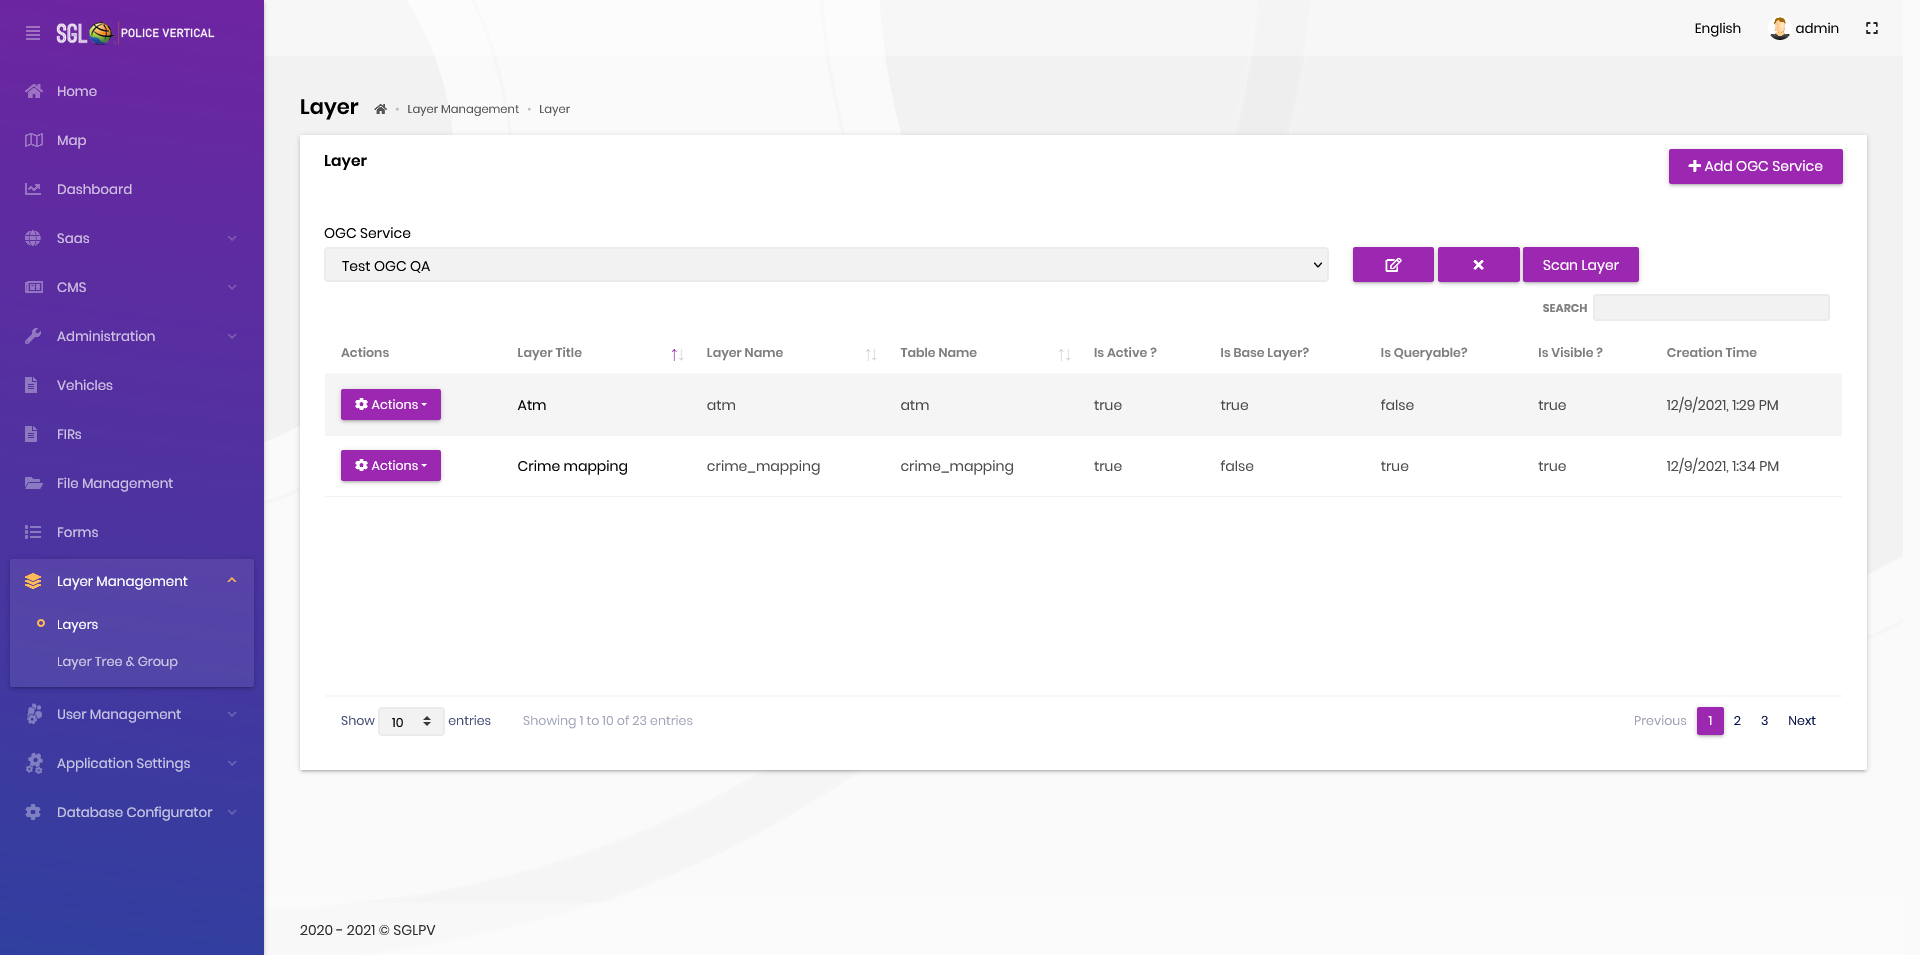 SGL POLICE VERTICAL
English
admin
Home
Map
Dashboard
Saas
CMS
Administration
Vehicles
FIRs
File Management
Forms
Layer Management
Layers
Layer Tree & Group
User Management
Application Settings
Database Configurator
Layer Layer Management Layer
Layer
Add OGC Service
OGC Service
Test OGC QA
Scan Layer
SEARCH
Actions Layer Title Layer Name Table Name Is Active ? Is Base Layer? Is Queryable? Is Visible ? Creation Time
Actions Atm atm atm true true false true 12/9/2021, 1:29 PM
Actions Crime mapping crime_mapping crime_mapping true false true true 12/9/2021, 1:34 PM
Show 10 entries Showing 1 to 10 of 23 entries Previous 1 2 3 Next
2020 - 2021 © SGLPV